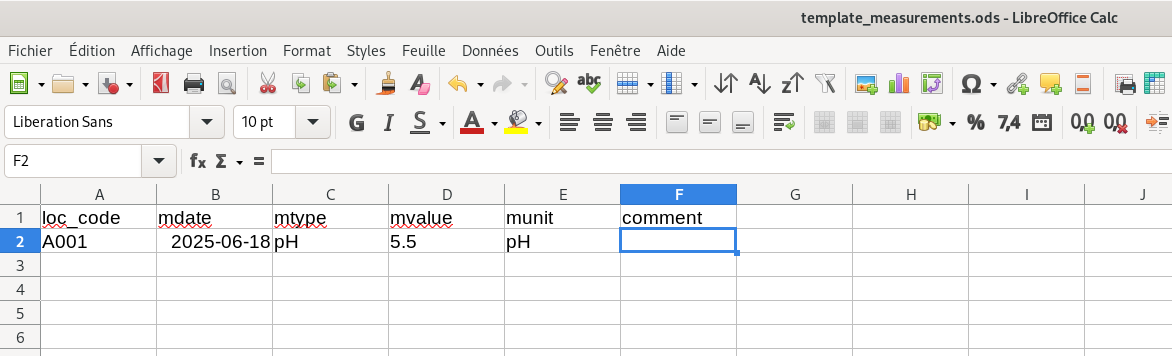 template_measurements.ods - LibreOffice Calc
Fichier Édition Affichage Insertion Format Styles Feuille Données Outils Fenêtre Aide
Liberation Sans 10 pt G I S A % 7,4 0,0 0,0
F2 fx Σ =
A B C D E F G H I J
1 loc_code mdate mtype mvalue munit comment
2 A001 2025-06-18 pH 5.5 pH
3
4
5
6